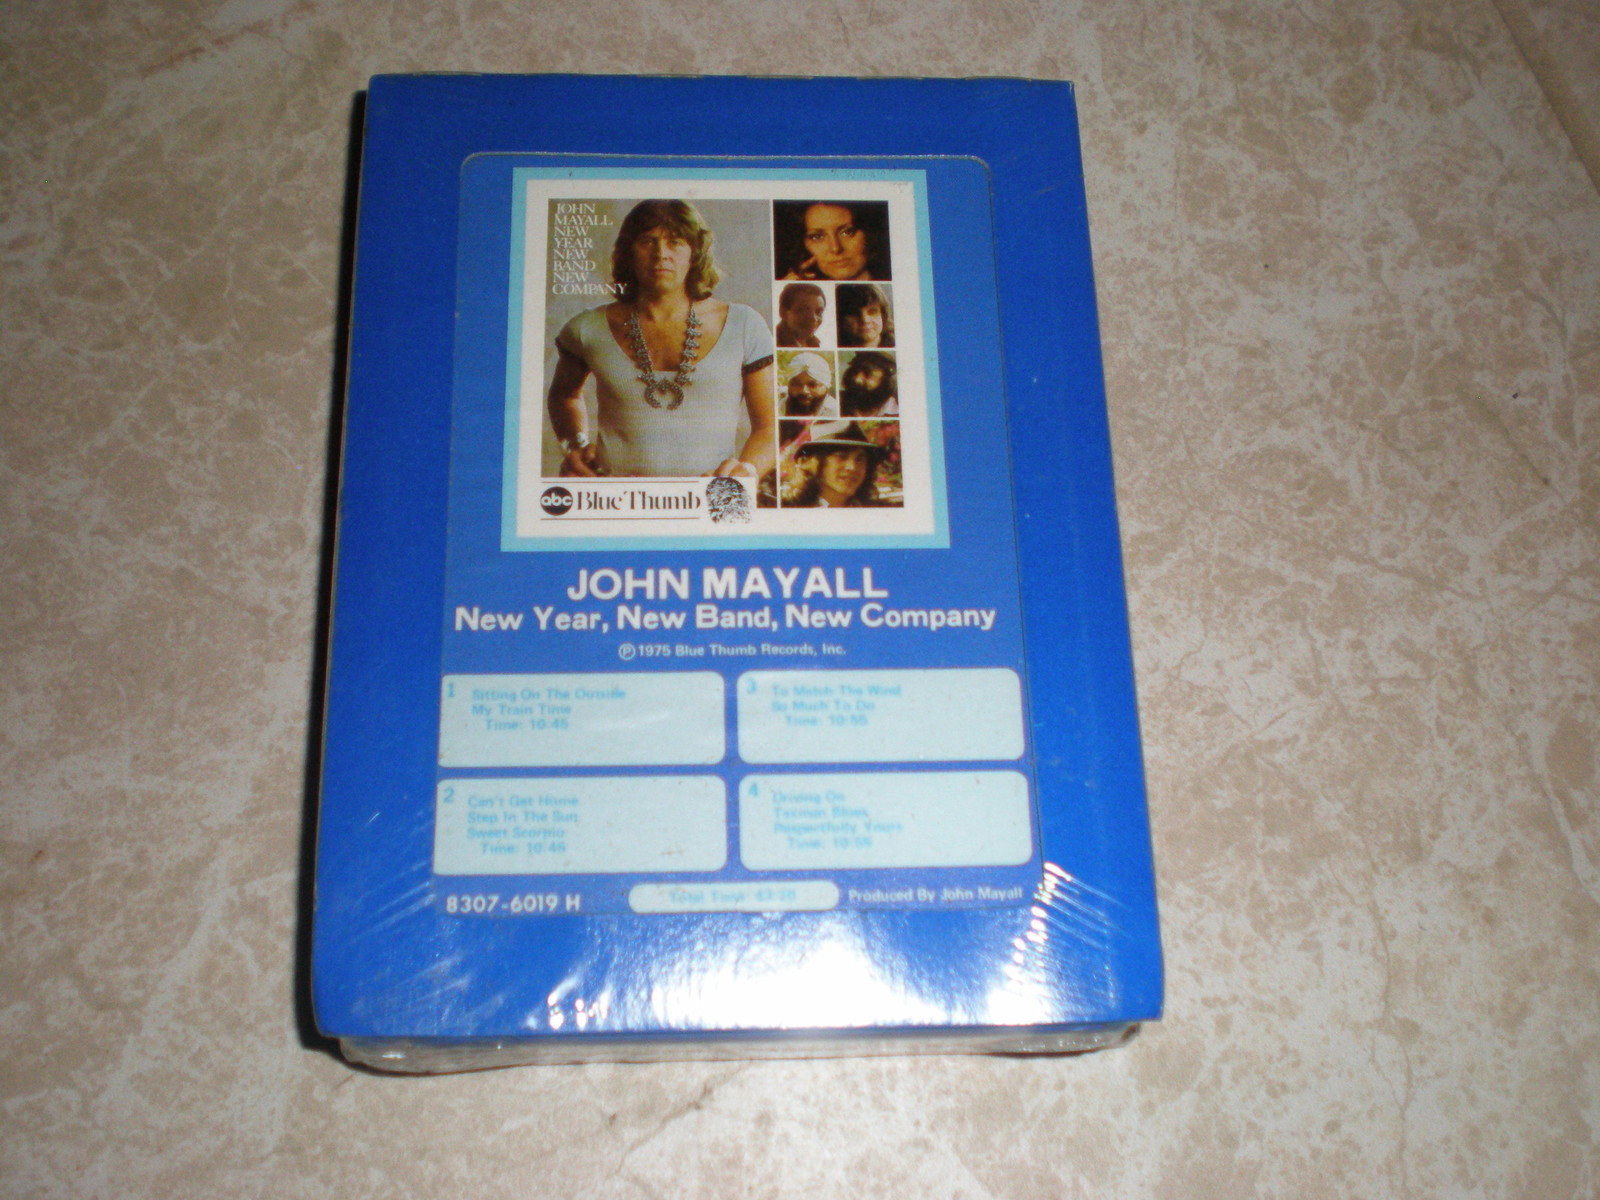 JOHN
MAYALL
NEW
YEAR
NEW
BAND
NEW
COMPANY
abc Blue Thumb
JOHN MAYALL
New Year, New Band, New Company
Ⓟ 1975 Blue Thumb Records, Inc.
1 Sitting On The Outside
My Train Time
Time: 10:45
2 Can't Get Home
Step In The Sun
Sweet Scorpio
Time: 10:45
3 To Match The Wind
So Much To Do
Time: 10:55
4 Driving On
Taxman Blues
Respectfully Yours
Time: 10:55
8307-6019 H
Total Time:
Produced By John Mayall